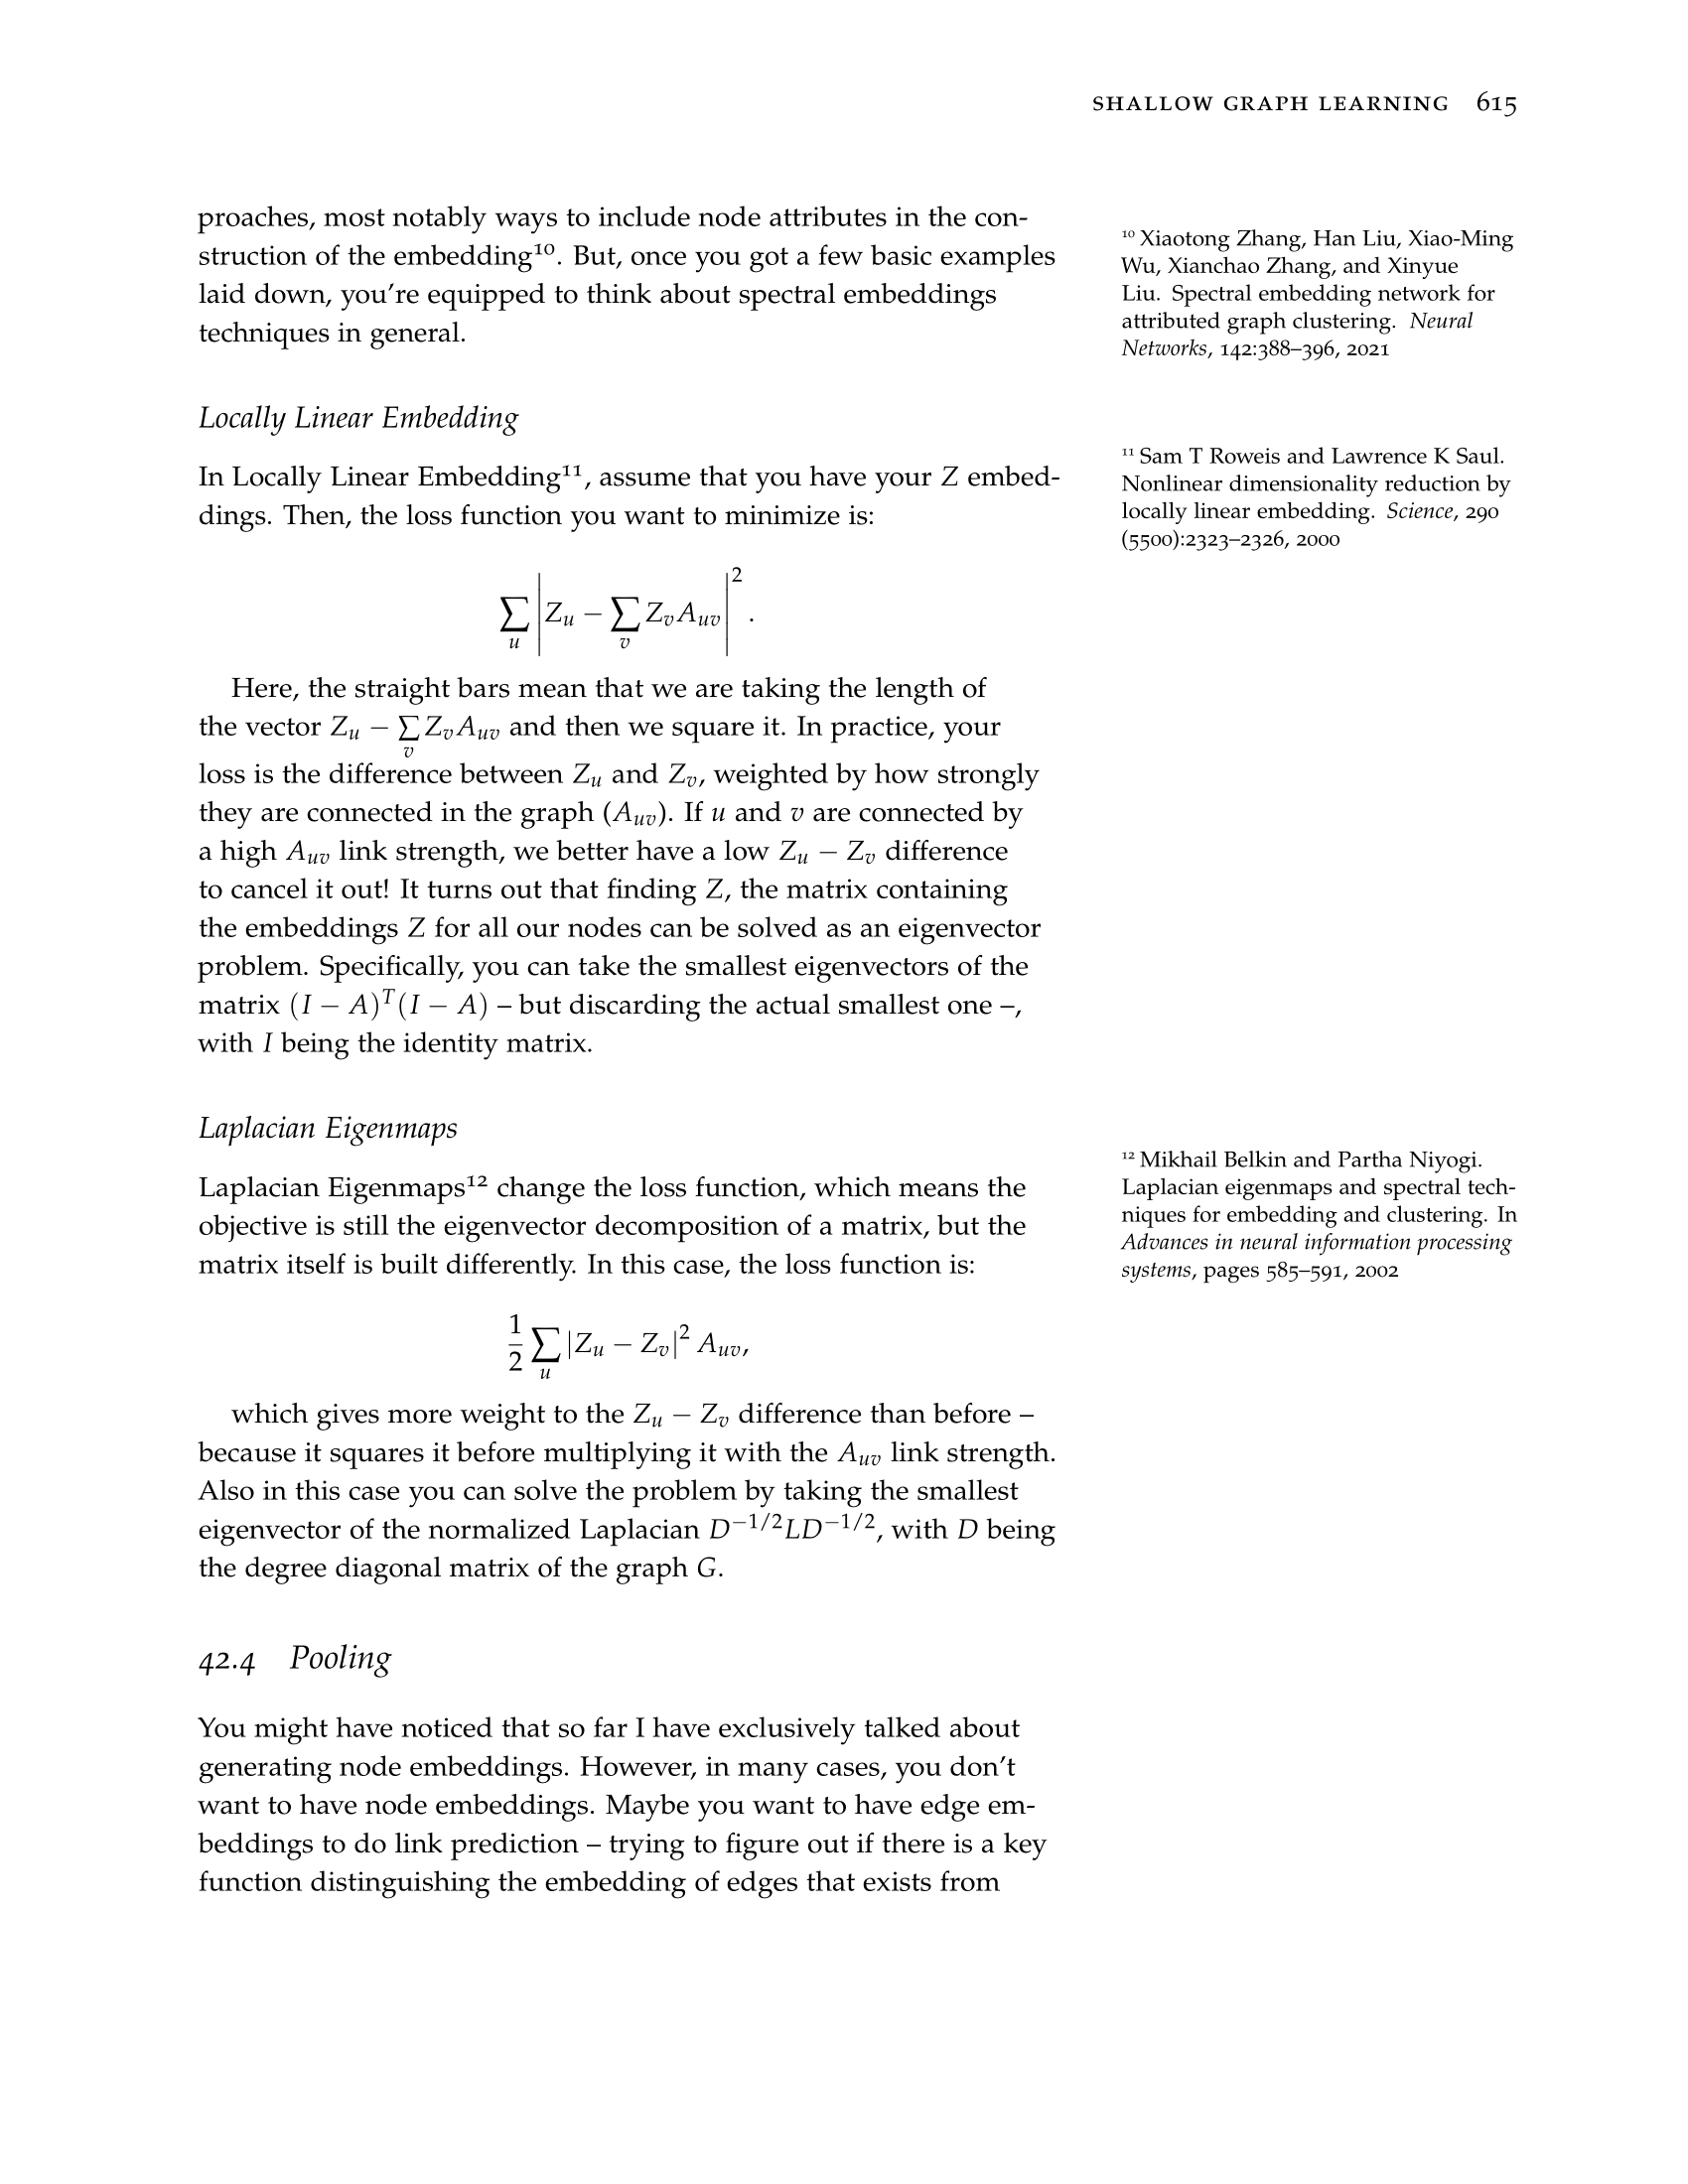 SHALLOW GRAPH LEARNING 615
proaches, most notably ways to include node attributes in the con-
struction of the embedding¹⁰. But, once you got a few basic examples
laid down, you're equipped to think about spectral embeddings
techniques in general.
¹⁰ Xiaotong Zhang, Han Liu, Xiao-Ming
Wu, Xianchao Zhang, and Xinyue
Liu. Spectral embedding network for
attributed graph clustering. Neural
Networks, 142:388–396, 2021
Locally Linear Embedding
In Locally Linear Embedding¹¹, assume that you have your Z embed-
dings. Then, the loss function you want to minimize is:
¹¹ Sam T Roweis and Lawrence K Saul.
Nonlinear dimensionality reduction by
locally linear embedding. Science, 290
(5500):2323–2326, 2000
$$\sum_u \left| Z_u - \sum_v Z_v A_{uv} \right|^2 .$$
Here, the straight bars mean that we are taking the length of
the vector $Z_u - \sum_v Z_v A_{uv}$ and then we square it. In practice, your
loss is the difference between $Z_u$ and $Z_v$, weighted by how strongly
they are connected in the graph ($A_{uv}$). If u and v are connected by
a high $A_{uv}$ link strength, we better have a low $Z_u - Z_v$ difference
to cancel it out! It turns out that finding Z, the matrix containing
the embeddings Z for all our nodes can be solved as an eigenvector
problem. Specifically, you can take the smallest eigenvectors of the
matrix $(I - A)^T(I - A)$ – but discarding the actual smallest one –,
with I being the identity matrix.
Laplacian Eigenmaps
Laplacian Eigenmaps¹² change the loss function, which means the
objective is still the eigenvector decomposition of a matrix, but the
matrix itself is built differently. In this case, the loss function is:
¹² Mikhail Belkin and Partha Niyogi.
Laplacian eigenmaps and spectral tech-
niques for embedding and clustering. In
Advances in neural information processing
systems, pages 585–591, 2002
$$\frac{1}{2} \sum_u |Z_u - Z_v|^2 A_{uv},$$
which gives more weight to the $Z_u - Z_v$ difference than before –
because it squares it before multiplying it with the $A_{uv}$ link strength.
Also in this case you can solve the problem by taking the smallest
eigenvector of the normalized Laplacian $D^{-1/2}LD^{-1/2}$, with D being
the degree diagonal matrix of the graph G.
42.4 Pooling
You might have noticed that so far I have exclusively talked about
generating node embeddings. However, in many cases, you don't
want to have node embeddings. Maybe you want to have edge em-
beddings to do link prediction – trying to figure out if there is a key
function distinguishing the embedding of edges that exists from